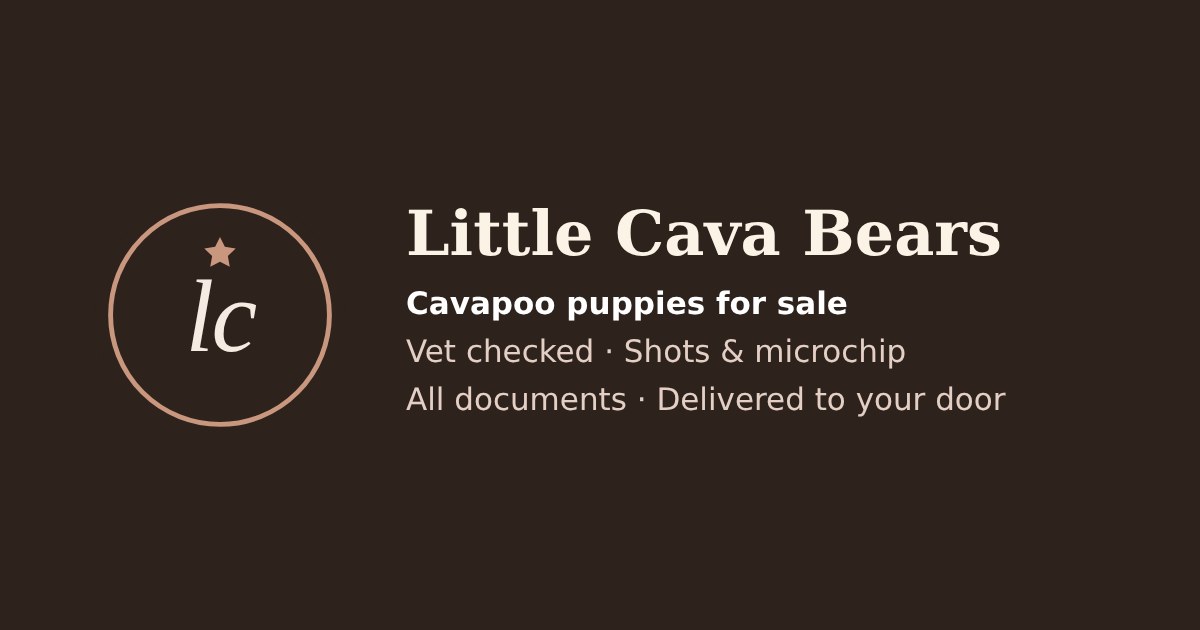 lc
Little Cava Bears
Cavapoo puppies for sale
Vet checked · Shots & microchip
All documents · Delivered to your door